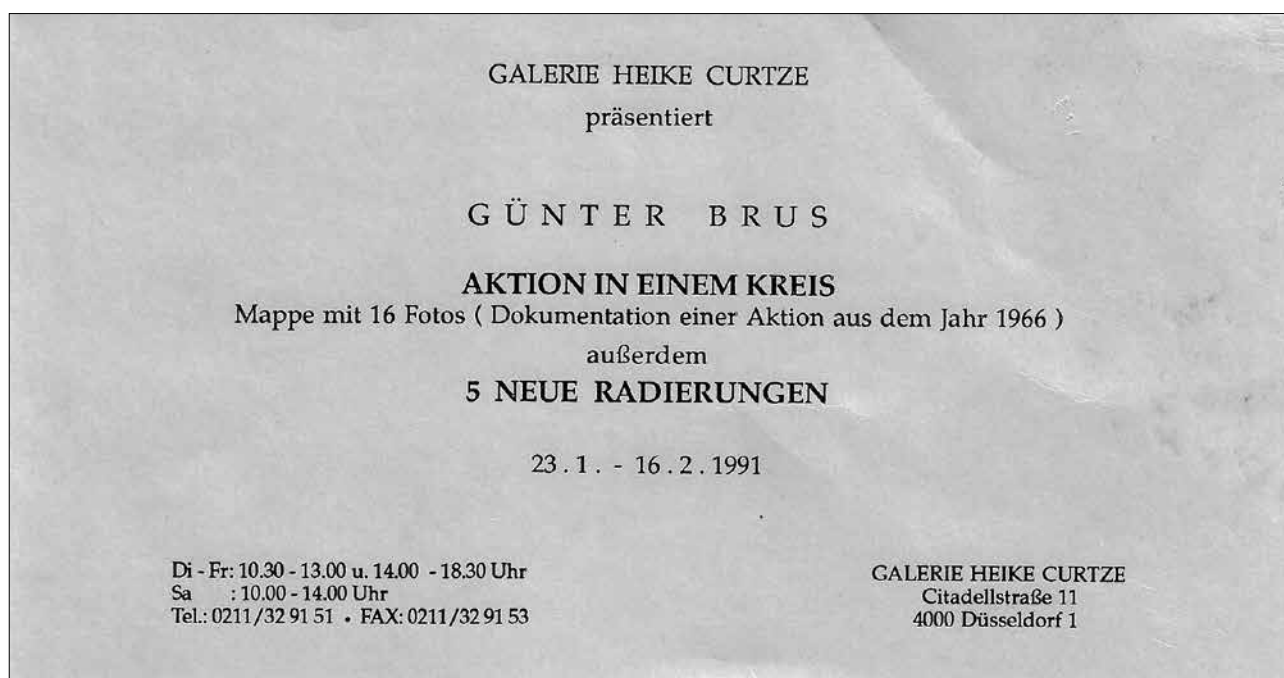 GALERIE HEIKE CURTZE
präsentiert
GÜNTER BRUS
AKTION IN EINEM KREIS
Mappe mit 16 Fotos ( Dokumentation einer Aktion aus dem Jahr 1966 )
außerdem
5 NEUE RADIERUNGEN
23.1. - 16.2.1991
Di - Fr: 10.30 - 13.00 u. 14.00 - 18.30 Uhr
Sa : 10.00 - 14.00 Uhr
Tel.: 0211/32 91 51 • FAX: 0211/32 91 53
GALERIE HEIKE CURTZE
Citadellstraße 11
4000 Düsseldorf 1